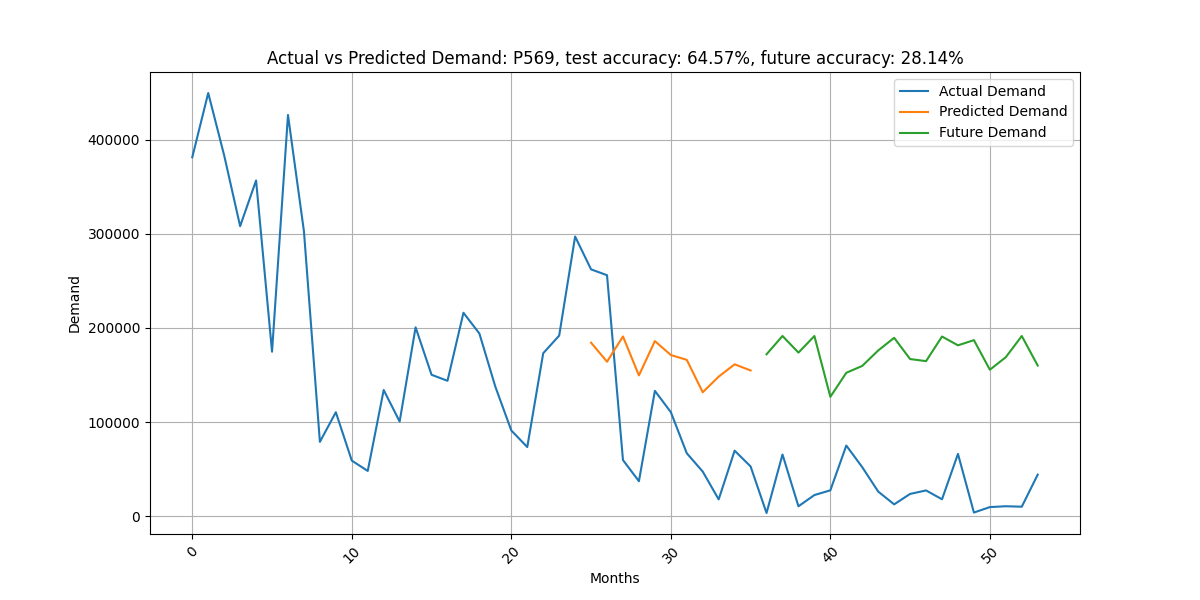 Actual vs Predicted Demand: P569, test accuracy: 64.57%, future accuracy: 28.14%
Actual Demand
Predicted Demand
Future Demand
400000
300000
200000
100000
0
Demand
0
10
20
30
40
50
Months